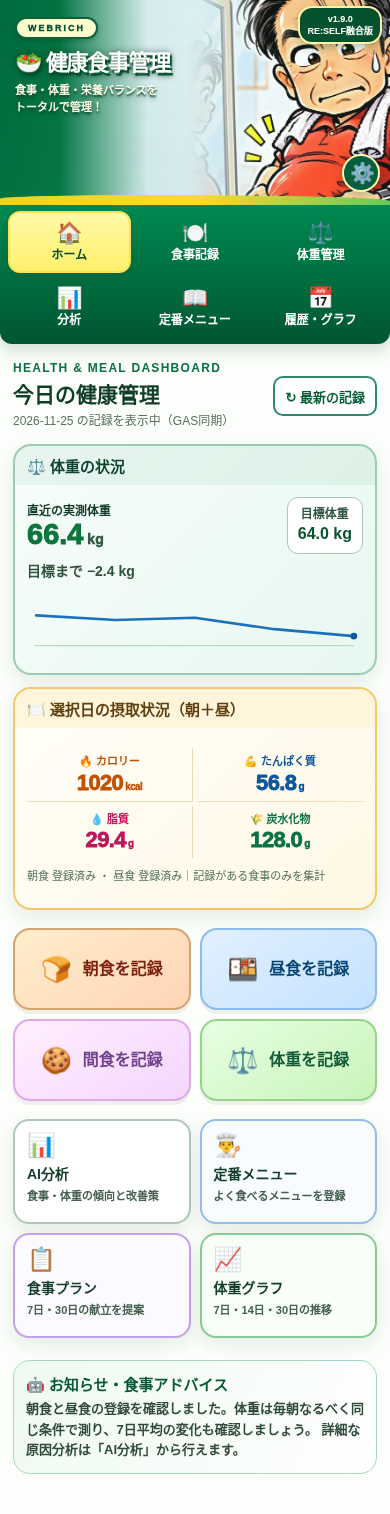 WEBRICH
v1.9.0
RE:SELF融合版
🥗 健康食事管理
食事・体重・栄養バランスを
トータルで管理！
ホーム
食事記録
体重管理
分析
定番メニュー
履歴・グラフ
HEALTH & MEAL DASHBOARD
今日の健康管理
↻ 最新の記録
2026-11-25 の記録を表示中（GAS同期）
⚖️ 体重の状況
直近の実測体重
66.4 kg
目標体重
64.0 kg
目標まで −2.4 kg
🍽️ 選択日の摂取状況（朝＋昼）
🔥 カロリー
1020kcal
💪 たんぱく質
56.8g
💧 脂質
29.4g
🌾 炭水化物
128.0g
朝食 登録済み ・ 昼食 登録済み｜記録がある食事のみを集計
朝食を記録
昼食を記録
間食を記録
体重を記録
AI分析
食事・体重の傾向と改善策
定番メニュー
よく食べるメニューを登録
食事プラン
7日・30日の献立を提案
体重グラフ
7日・14日・30日の推移
🤖 お知らせ・食事アドバイス
朝食と昼食の登録を確認しました。体重は毎朝なるべく同
じ条件で測り、7日平均の変化も確認しましょう。 詳細な
原因分析は「AI分析」から行えます。